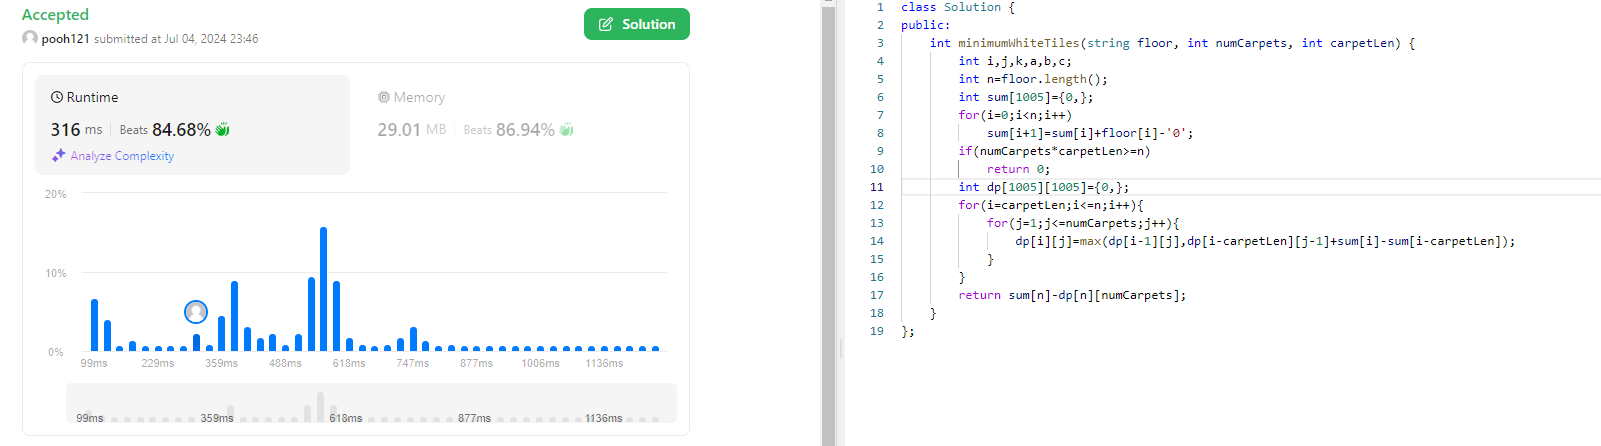 Accepted
Solution
pooh121 submitted at Jul 04, 2024 23:46
Runtime
Memory
316 ms | Beats 84.68%
29.01 MB | Beats 86.94%
Analyze Complexity
20%
10%
0%
99ms 229ms 359ms 488ms 618ms 747ms 877ms 1006ms 1136ms
99ms 359ms 618ms 877ms 1136ms
1 class Solution {
2 public:
3     int minimumWhiteTiles(string floor, int numCarpets, int carpetLen) {
4         int i,j,k,a,b,c;
5         int n=floor.length();
6         int sum[1005]={0,};
7         for(i=0;i<n;i++)
8             sum[i+1]=sum[i]+floor[i]-'0';
9         if(numCarpets*carpetLen>=n)
10             return 0;
11         int dp[1005][1005]={0,};
12         for(i=carpetLen;i<=n;i++){
13             for(j=1;j<=numCarpets;j++){
14                 dp[i][j]=max(dp[i-1][j],dp[i-carpetLen][j-1]+sum[i]-sum[i-carpetLen]);
15             }
16         }
17         return sum[n]-dp[n][numCarpets];
18     }
19 };